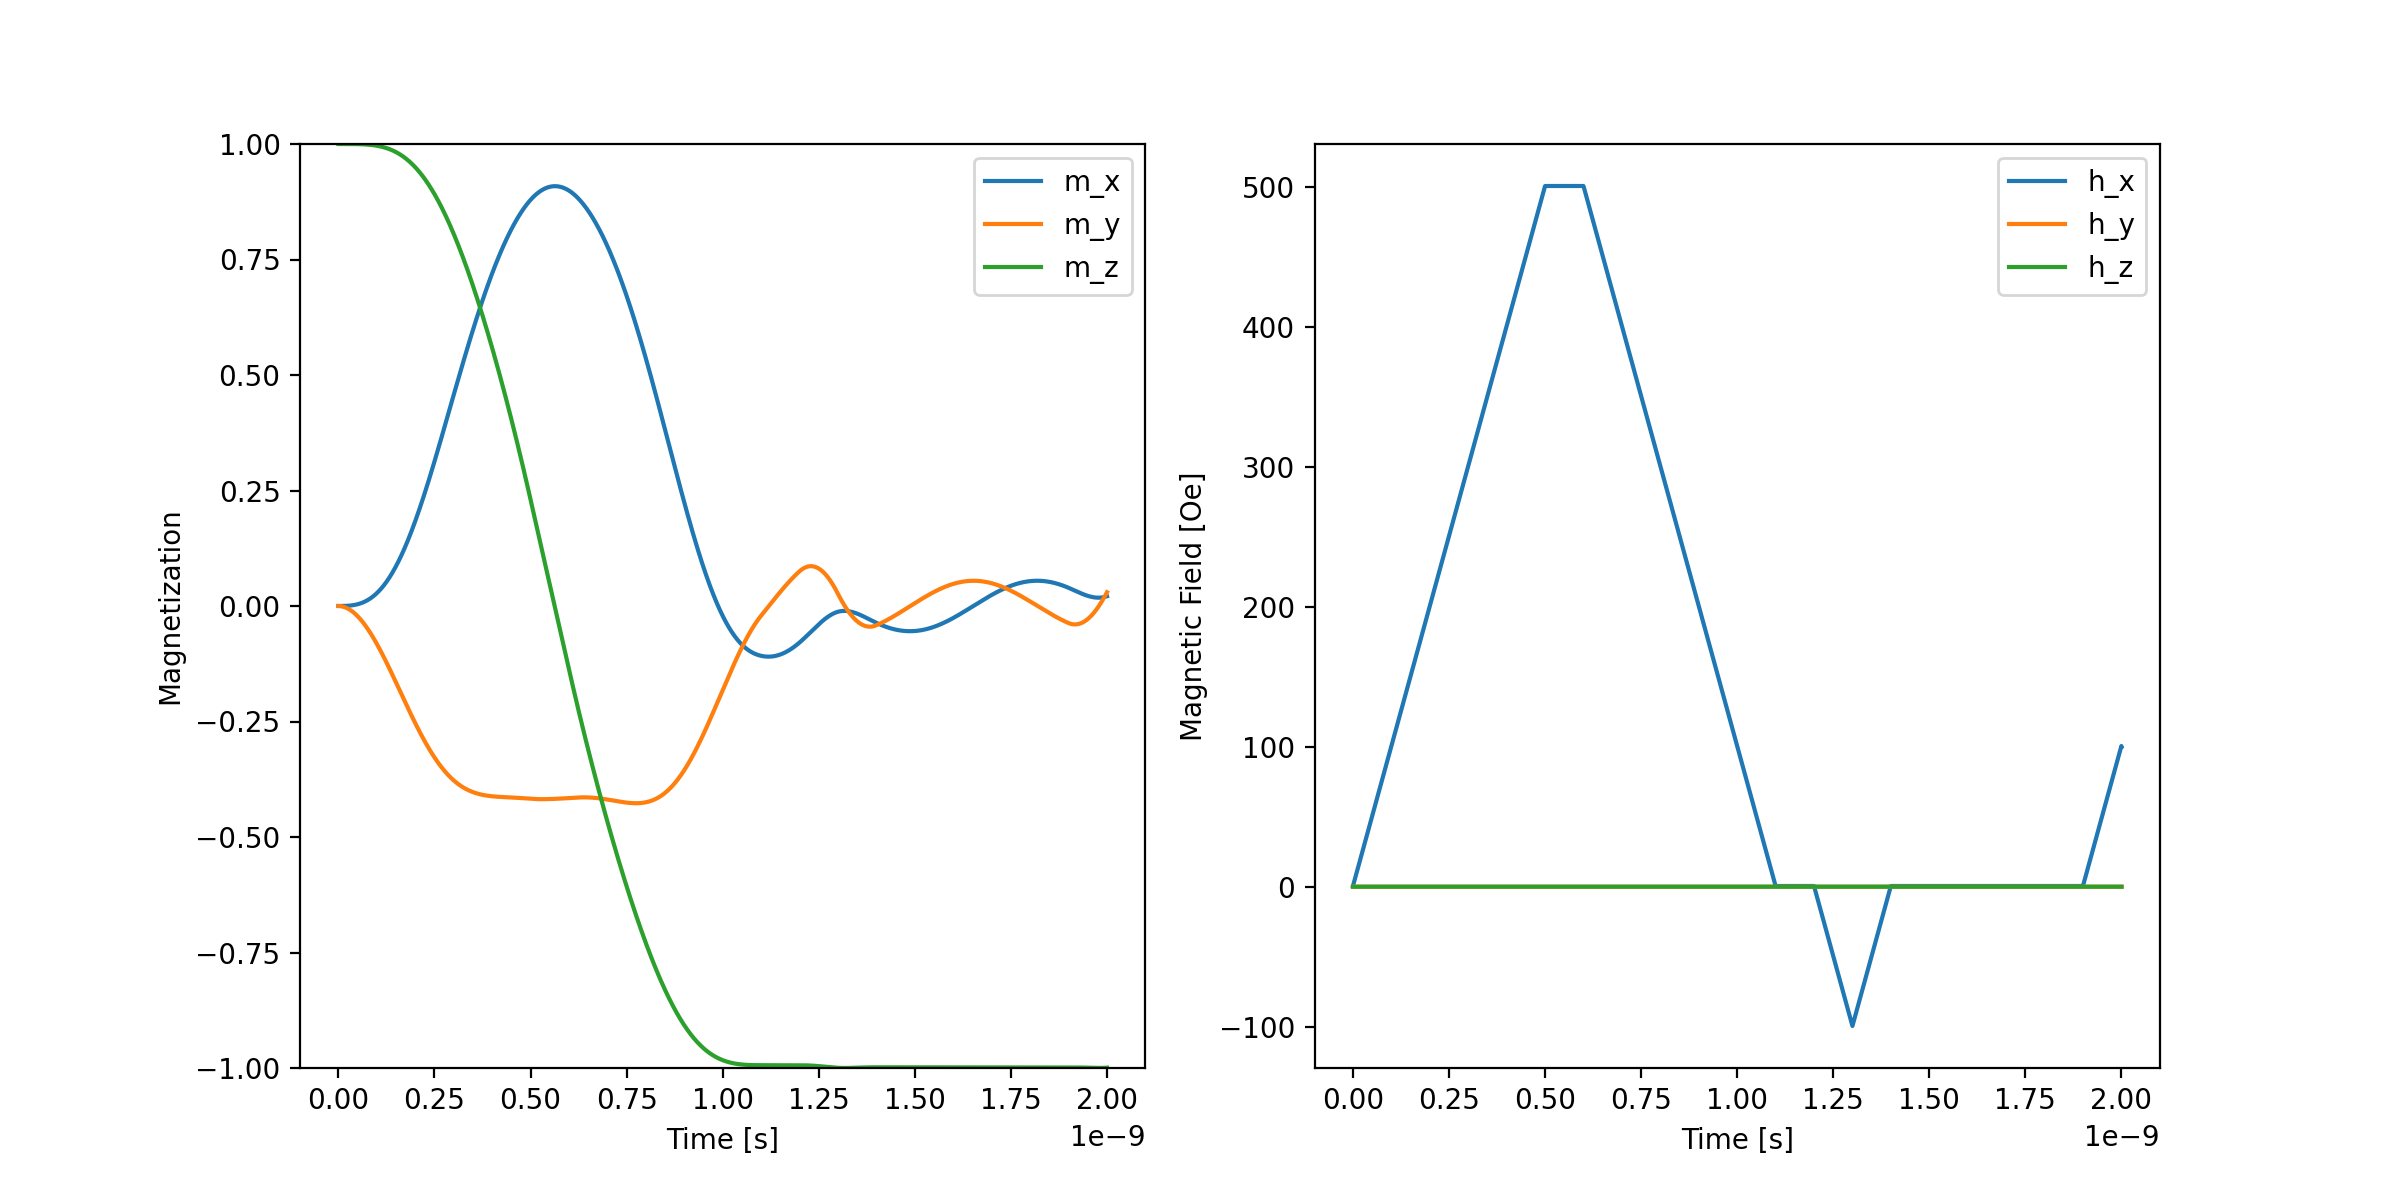 Magnetization
1.00
0.75
0.50
0.25
0.00
−0.25
−0.50
−0.75
−1.00
m_x
m_y
m_z
0.00 0.25 0.50 0.75 1.00 1.25 1.50 1.75 2.00
Time [s]
1e−9
Magnetic Field [Oe]
500
400
300
200
100
0
−100
h_x
h_y
h_z
0.00 0.25 0.50 0.75 1.00 1.25 1.50 1.75 2.00
Time [s]
1e−9